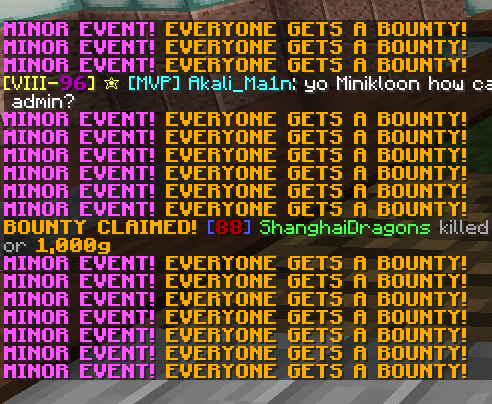 MINOR EVENT! EVERYONE GETS A BOUNTY!
MINOR EVENT! EVERYONE GETS A BOUNTY!
MINOR EVENT! EVERYONE GETS A BOUNTY!
[VIII-96] ✬ [MVP] Akali_Ma1n: yo Minikloon how ca
admin?
MINOR EVENT! EVERYONE GETS A BOUNTY!
MINOR EVENT! EVERYONE GETS A BOUNTY!
MINOR EVENT! EVERYONE GETS A BOUNTY!
MINOR EVENT! EVERYONE GETS A BOUNTY!
MINOR EVENT! EVERYONE GETS A BOUNTY!
MINOR EVENT! EVERYONE GETS A BOUNTY!
BOUNTY CLAIMED! [88] ShanghaiDragons killed
or 1,000g
MINOR EVENT! EVERYONE GETS A BOUNTY!
MINOR EVENT! EVERYONE GETS A BOUNTY!
MINOR EVENT! EVERYONE GETS A BOUNTY!
MINOR EVENT! EVERYONE GETS A BOUNTY!
MINOR EVENT! EVERYONE GETS A BOUNTY!
MINOR EVENT! EVERYONE GETS A BOUNTY!
MINOR EVENT! EVERYONE GETS A BOUNTY!